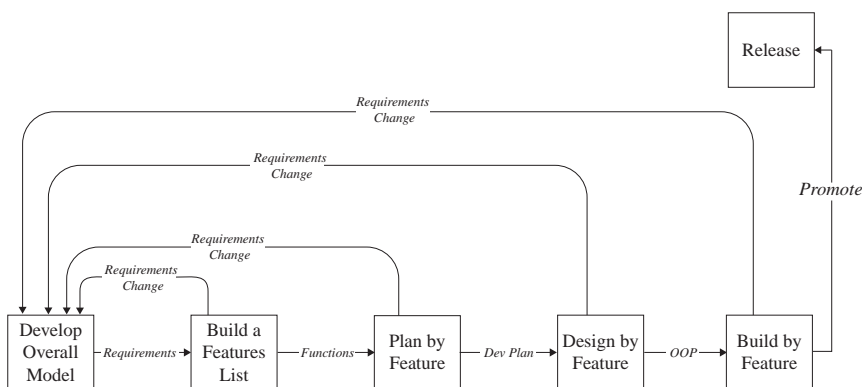 Release
Requirements
Change
Requirements
Change
Promote
Requirements
Change
Requirements
Change
Develop
Overall
Model
Requirements
Build a
Features
List
Functions
Plan by
Feature
Dev Plan
Design by
Feature
OOP
Build by
Feature